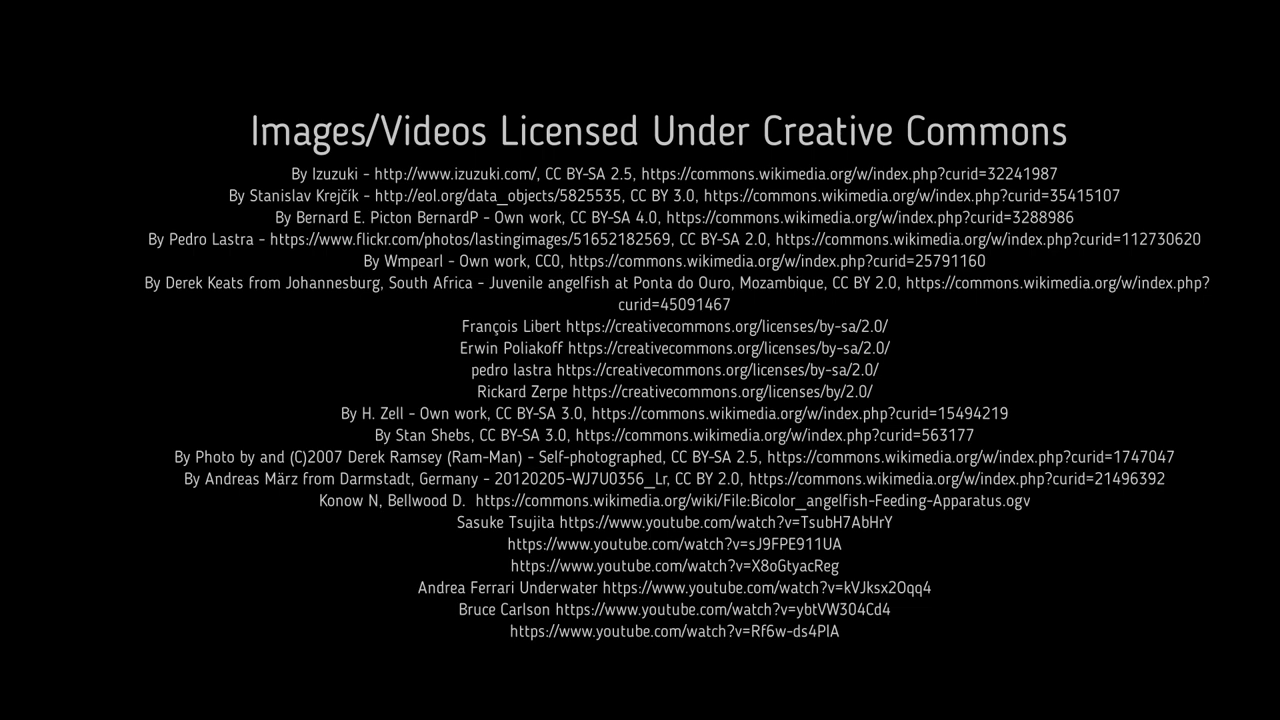 Images/Videos Licensed Under Creative Commons
By Izuzuki - http://www.izuzuki.com/, CC BY-SA 2.5, https://commons.wikimedia.org/w/index.php?curid=32241987
By Stanislav Krejčík - http://eol.org/data_objects/5825535, CC BY 3.0, https://commons.wikimedia.org/w/index.php?curid=35415107
By Bernard E. Picton BernardP - Own work, CC BY-SA 4.0, https://commons.wikimedia.org/w/index.php?curid=3288986
By Pedro Lastra - https://www.flickr.com/photos/lastingimages/51652182569, CC BY-SA 2.0, https://commons.wikimedia.org/w/index.php?curid=112730620
By Wmpearl - Own work, CC0, https://commons.wikimedia.org/w/index.php?curid=25791160
By Derek Keats from Johannesburg, South Africa - Juvenile angelfish at Ponta do Ouro, Mozambique, CC BY 2.0, https://commons.wikimedia.org/w/index.php?
curid=45091467
François Libert https://creativecommons.org/licenses/by-sa/2.0/
Erwin Poliakoff https://creativecommons.org/licenses/by-sa/2.0/
pedro lastra https://creativecommons.org/licenses/by-sa/2.0/
Rickard Zerpe https://creativecommons.org/licenses/by/2.0/
By H. Zell - Own work, CC BY-SA 3.0, https://commons.wikimedia.org/w/index.php?curid=15494219
By Stan Shebs, CC BY-SA 3.0, https://commons.wikimedia.org/w/index.php?curid=563177
By Photo by and (C)2007 Derek Ramsey (Ram-Man) - Self-photographed, CC BY-SA 2.5, https://commons.wikimedia.org/w/index.php?curid=1747047
By Andreas März from Darmstadt, Germany - 20120205-WJ7U0356_Lr, CC BY 2.0, https://commons.wikimedia.org/w/index.php?curid=21496392
Konow N, Bellwood D. https://commons.wikimedia.org/wiki/File:Bicolor_angelfish-Feeding-Apparatus.ogv
Sasuke Tsujita https://www.youtube.com/watch?v=TsubH7AbHrY
https://www.youtube.com/watch?v=sJ9FPE911UA
https://www.youtube.com/watch?v=X8oGtyacReg
Andrea Ferrari Underwater https://www.youtube.com/watch?v=kVJksx2Oqq4
Bruce Carlson https://www.youtube.com/watch?v=ybtVW304Cd4
https://www.youtube.com/watch?v=Rf6w-ds4PIA